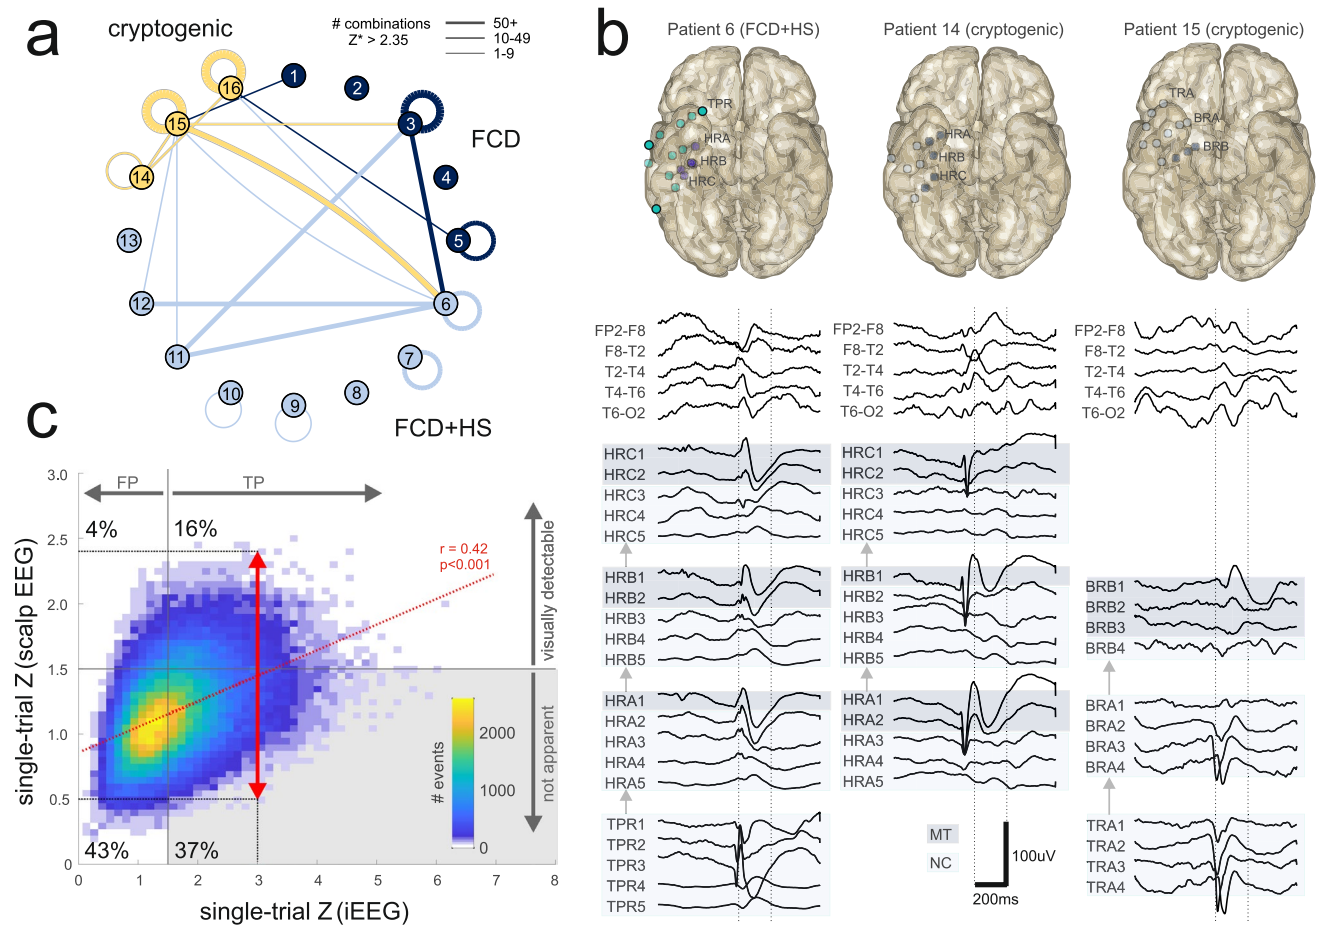 a
cryptogenic
# combinations
Z* > 2.35
50+
10-49
1-9
1
2
3
4
5
6
7
8
9
10
11
12
13
14
15
16
FCD
FCD+HS
b
Patient 6 (FCD+HS)
Patient 14 (cryptogenic)
Patient 15 (cryptogenic)
TPR
HRA
HRB
HRC
HRA
HRB
HRC
TRA
BRA
BRB
FP2-F8
F8-T2
T2-T4
T4-T6
T6-O2
HRC1
HRC2
HRC3
HRC4
HRC5
HRB1
HRB2
HRB3
HRB4
HRB5
HRA1
HRA2
HRA3
HRA4
HRA5
TPR1
TPR2
TPR3
TPR4
TPR5
FP2-F8
F8-T2
T2-T4
T4-T6
T6-O2
HRC1
HRC2
HRC3
HRC4
HRC5
HRB1
HRB2
HRB3
HRB4
HRB5
HRA1
HRA2
HRA3
HRA4
HRA5
MT
NC
100uV
200ms
FP2-F8
F8-T2
T2-T4
T4-T6
T6-O2
BRB1
BRB2
BRB3
BRB4
BRA1
BRA2
BRA3
BRA4
TRA1
TRA2
TRA3
TRA4
c
FP
TP
4%
16%
43%
37%
r = 0.42
p<0.001
visually detectable
not apparent
# events
2000
1000
0
single-trial Z (scalp EEG)
3.0
2.5
2.0
1.5
1.0
0.5
0
0 1 2 3 4 5 6 7 8
single-trial Z (iEEG)